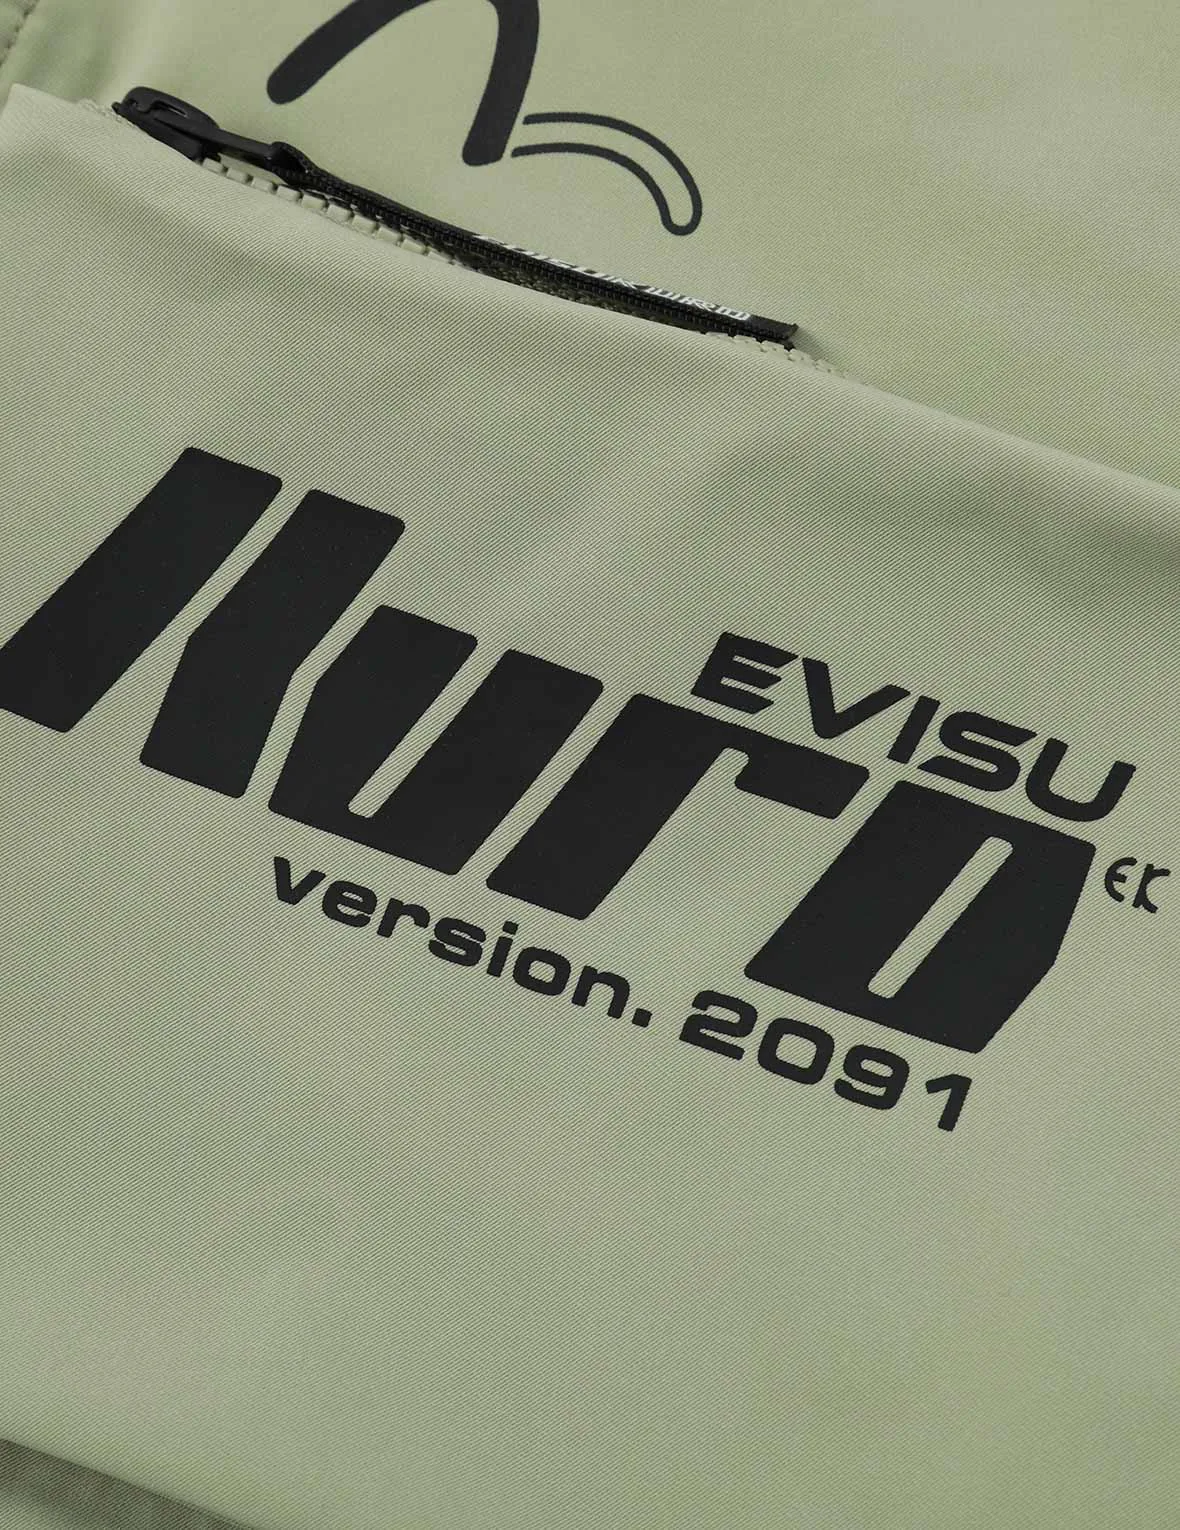 EVISU
Kuro
EK
version. 2091